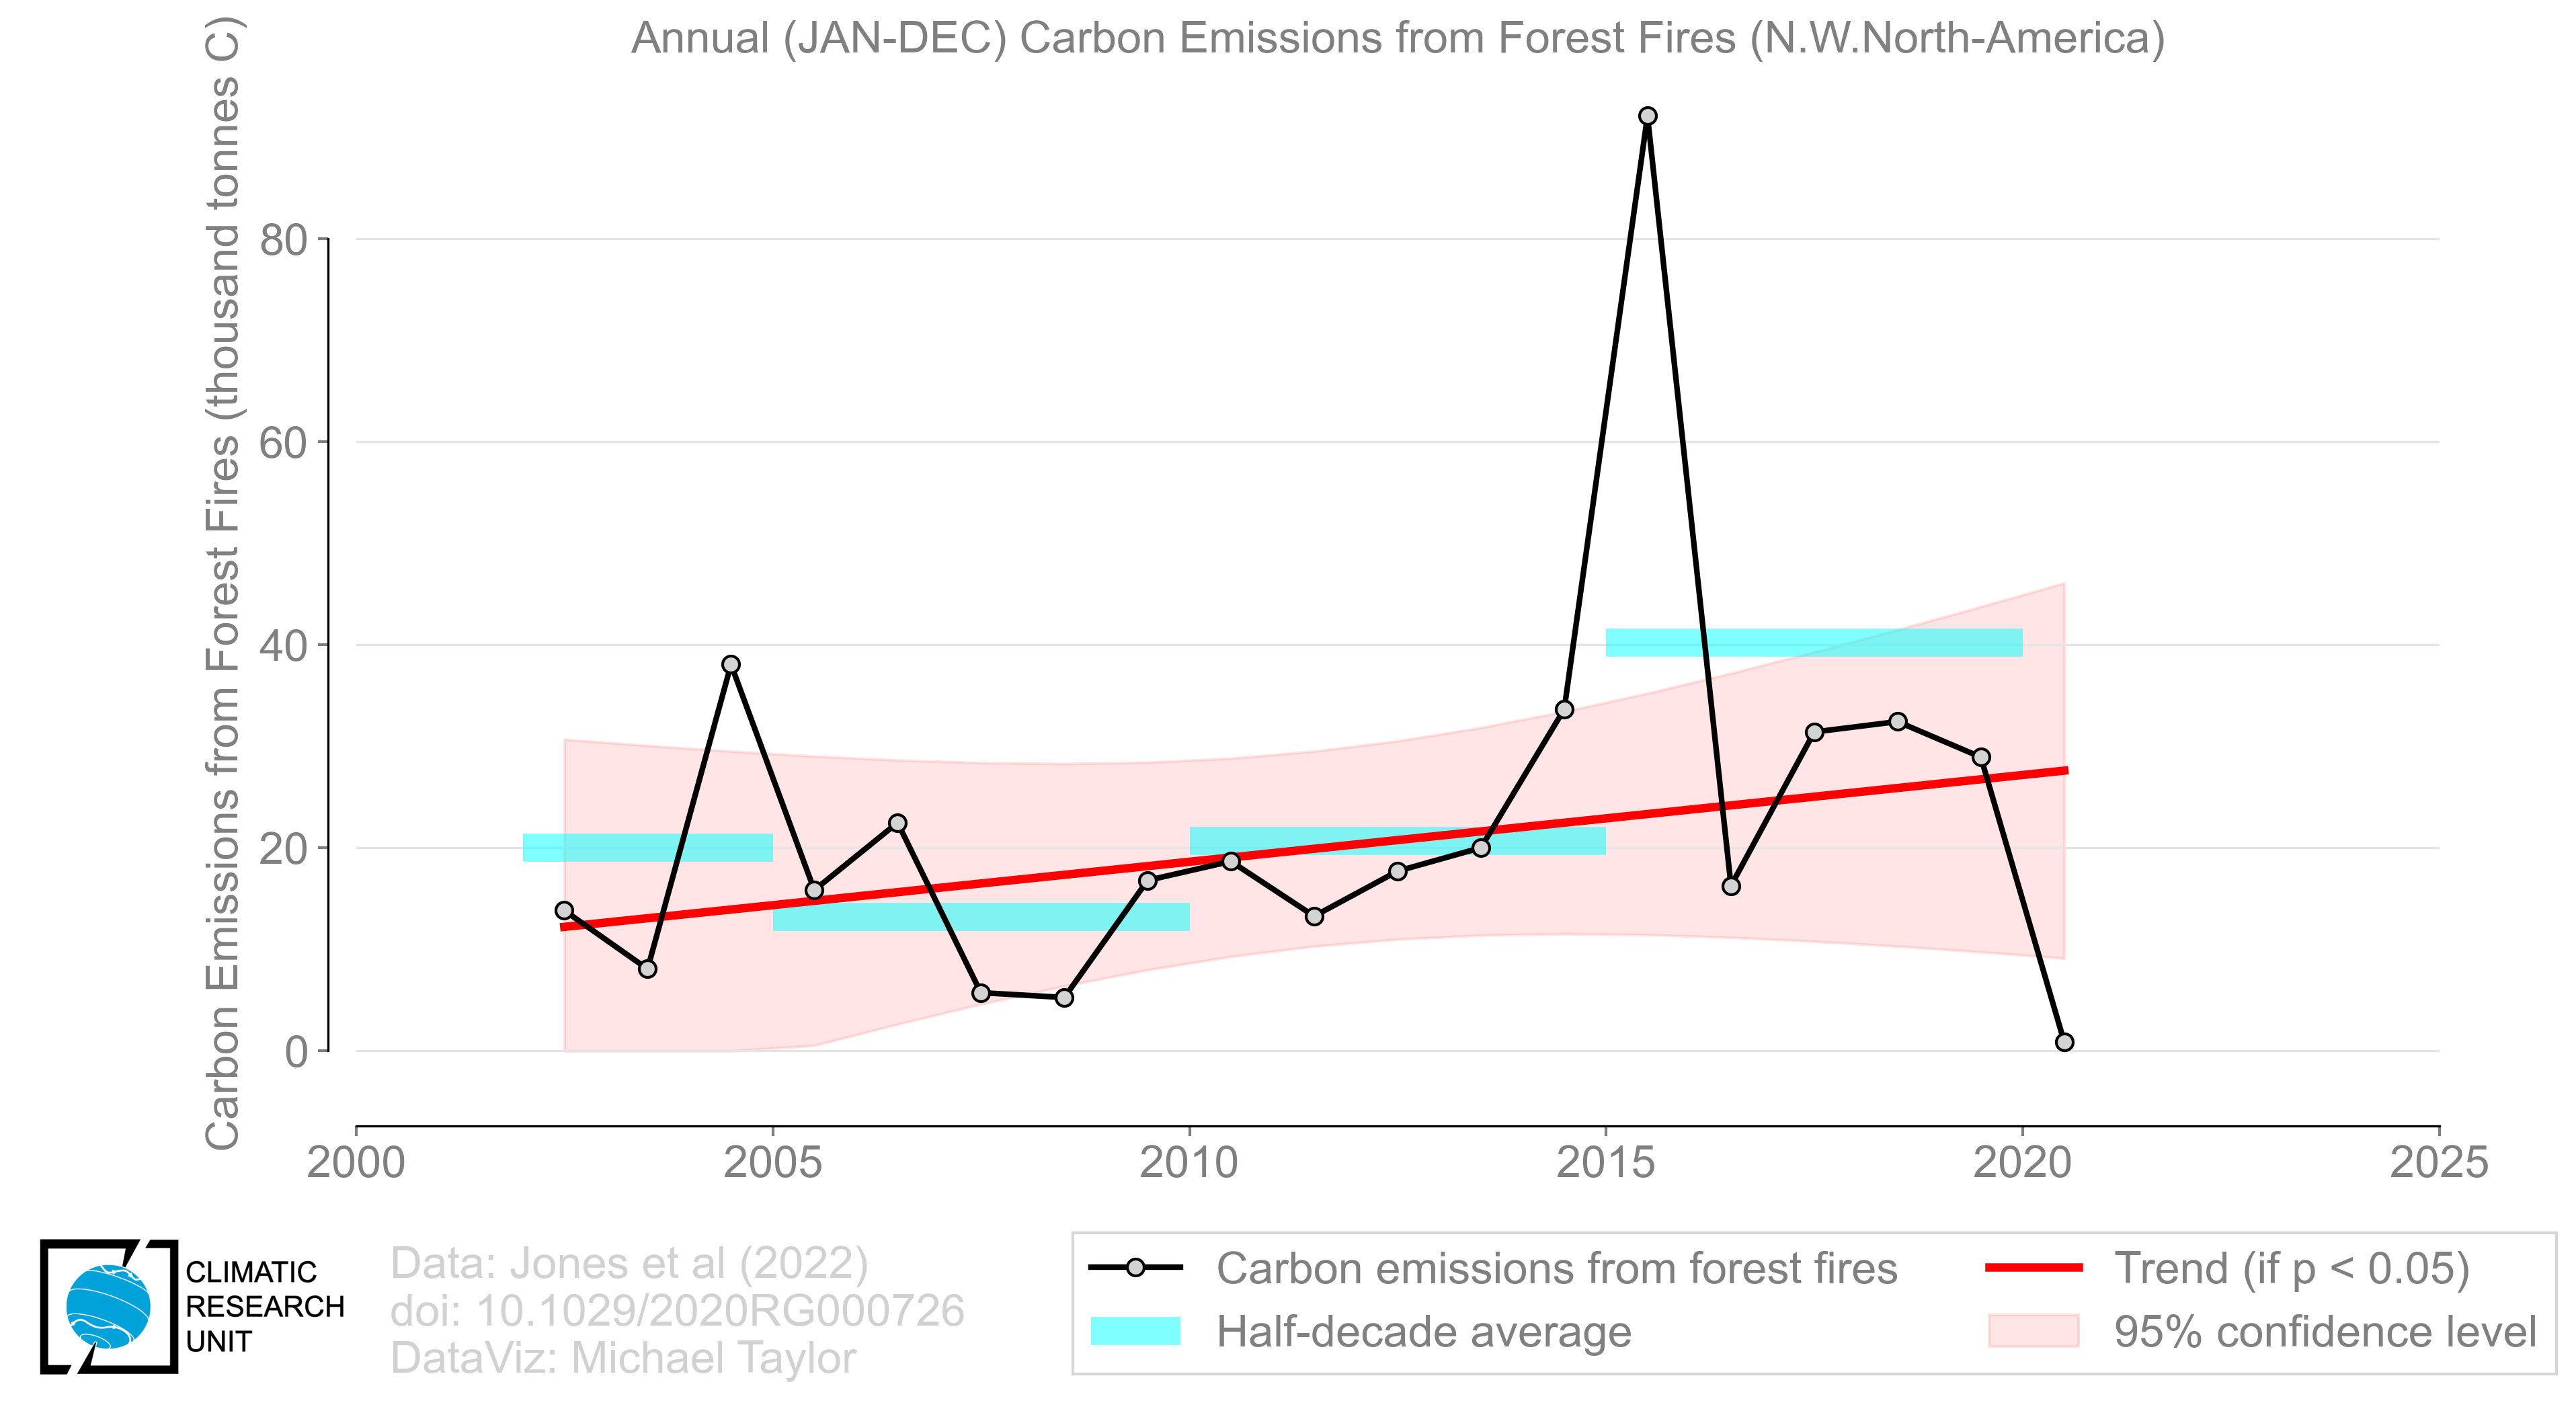 Annual (JAN-DEC) Carbon Emissions from Forest Fires (N.W.North-America)
Carbon Emissions from Forest Fires (thousand tonnes C)
80
60
40
20
0
2000 2005 2010 2015 2020 2025
CLIMATIC
RESEARCH
UNIT
Data: Jones et al (2022)
doi: 10.1029/2020RG000726
DataViz: Michael Taylor
Carbon emissions from forest fires
Half-decade average
Trend (if p < 0.05)
95% confidence level